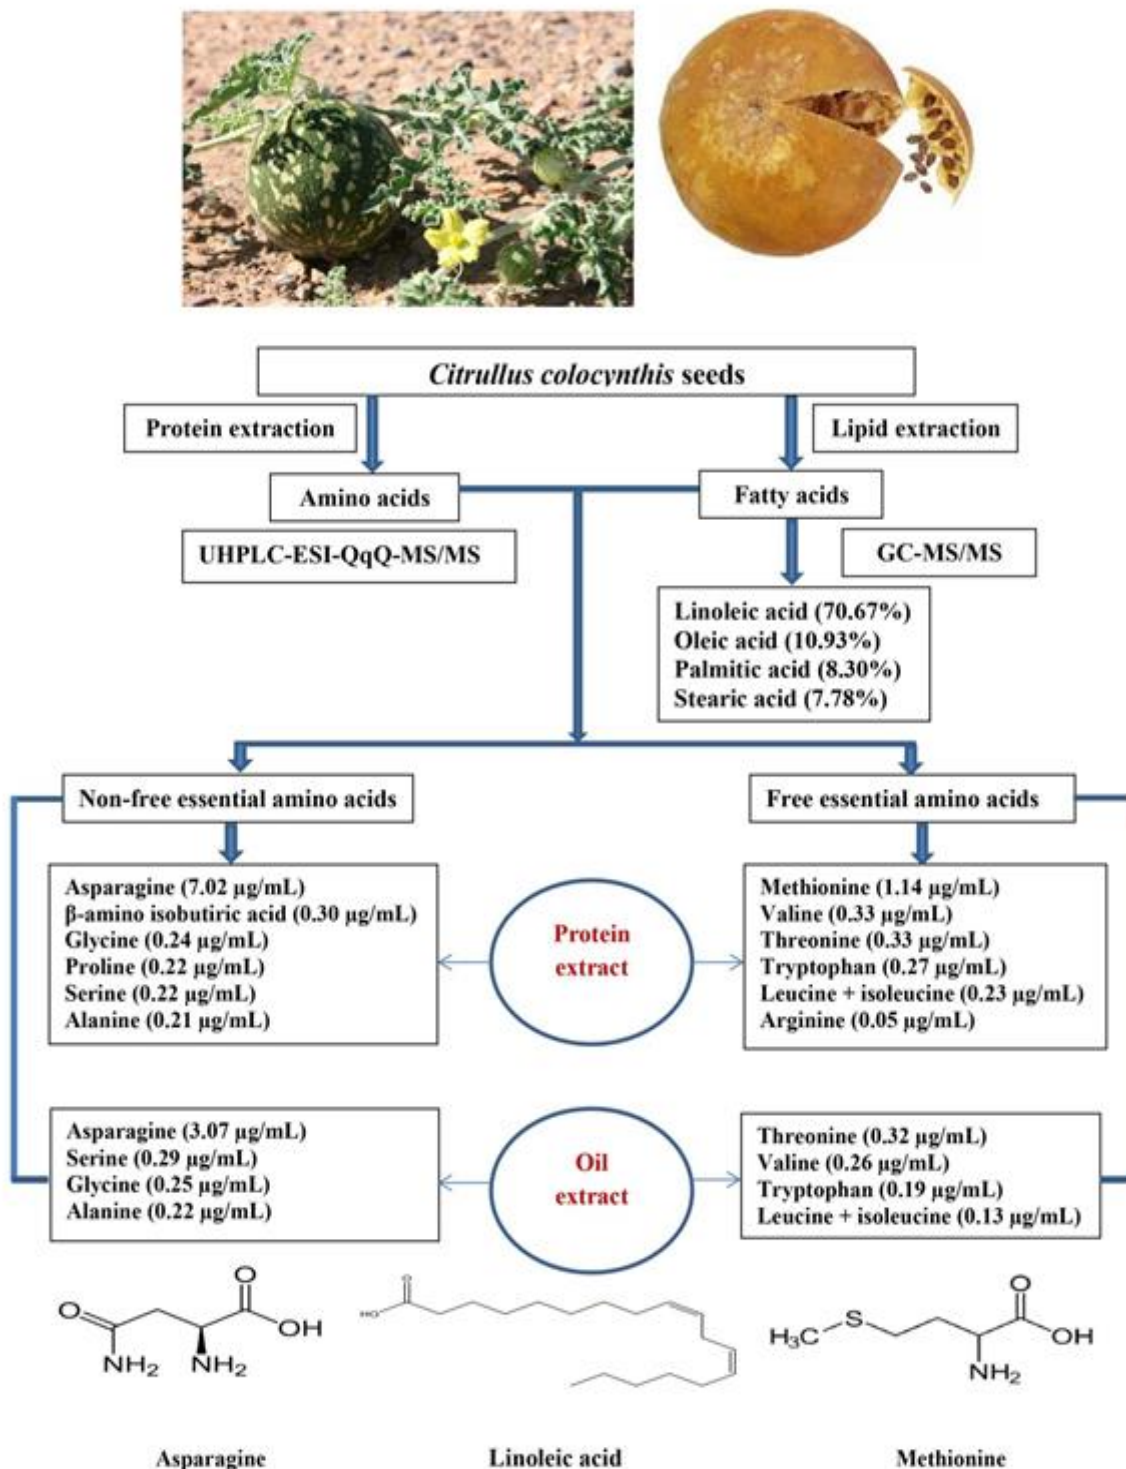 Citrullus colocynthis seeds
Protein extraction
Lipid extraction
Amino acids
Fatty acids
UHPLC-ESI-QqQ-MS/MS
GC-MS/MS
Linoleic acid (70.67%)
Oleic acid (10.93%)
Palmitic acid (8.30%)
Stearic acid (7.78%)
Non-free essential amino acids
Free essential amino acids
Asparagine (7.02 µg/mL)
β-amino isobutiric acid (0.30 µg/mL)
Glycine (0.24 µg/mL)
Proline (0.22 µg/mL)
Serine (0.22 µg/mL)
Alanine (0.21 µg/mL)
Protein
extract
Methionine (1.14 µg/mL)
Valine (0.33 µg/mL)
Threonine (0.33 µg/mL)
Tryptophan (0.27 µg/mL)
Leucine + isoleucine (0.23 µg/mL)
Arginine (0.05 µg/mL)
Asparagine (3.07 µg/mL)
Serine (0.29 µg/mL)
Glycine (0.25 µg/mL)
Alanine (0.22 µg/mL)
Oil
extract
Threonine (0.32 µg/mL)
Valine (0.26 µg/mL)
Tryptophan (0.19 µg/mL)
Leucine + isoleucine (0.13 µg/mL)
O
O
OH
NH₂
NH₂
O
HO
H₃C
S
O
OH
NH₂
Asparagine
Linoleic acid
Methionine